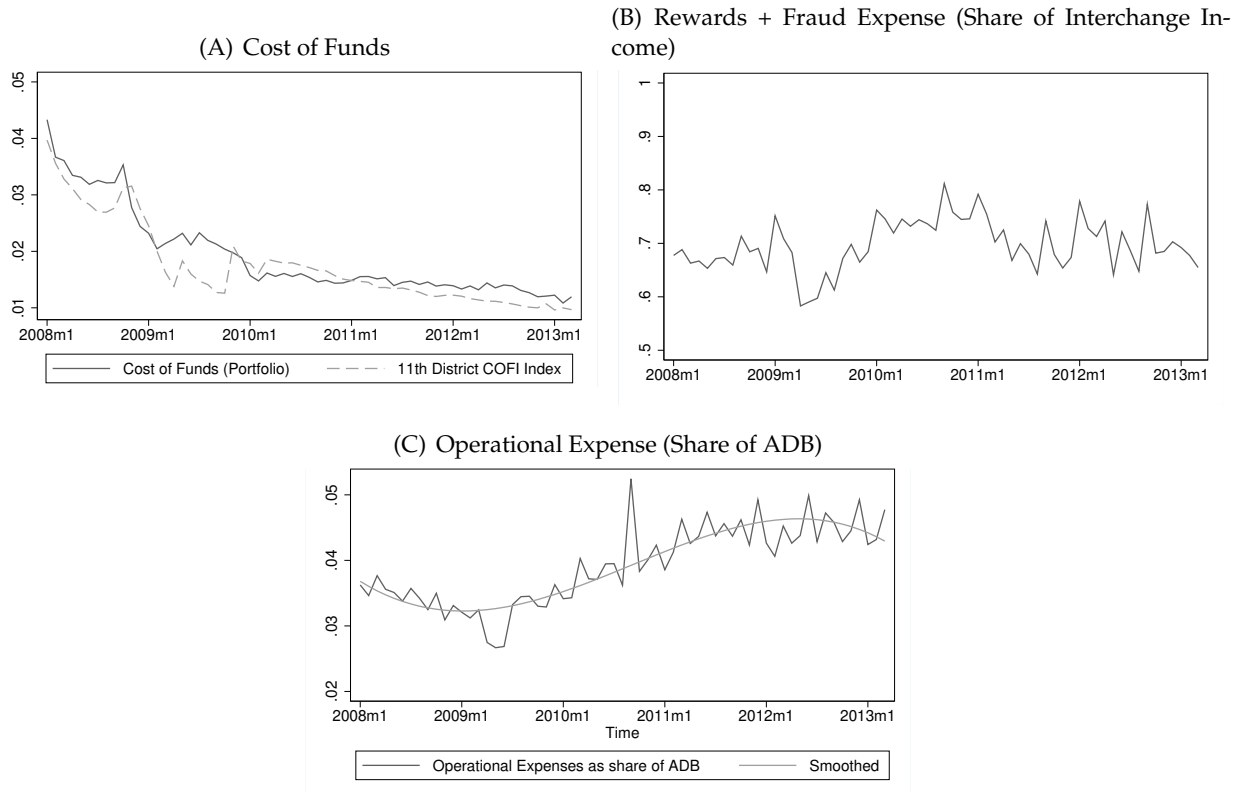 (A) Cost of Funds
.05
.04
.03
.02
.01
2008m1 2009m1 2010m1 2011m1 2012m1 2013m1
Cost of Funds (Portfolio) 11th District COFI Index
(B) Rewards + Fraud Expense (Share of Interchange In-
come)
1
.9
.8
.7
.6
.5
2008m1 2009m1 2010m1 2011m1 2012m1 2013m1
(C) Operational Expense (Share of ADB)
.05
.04
.03
.02
2008m1 2009m1 2010m1 2011m1 2012m1 2013m1
Time
Operational Expenses as share of ADB Smoothed